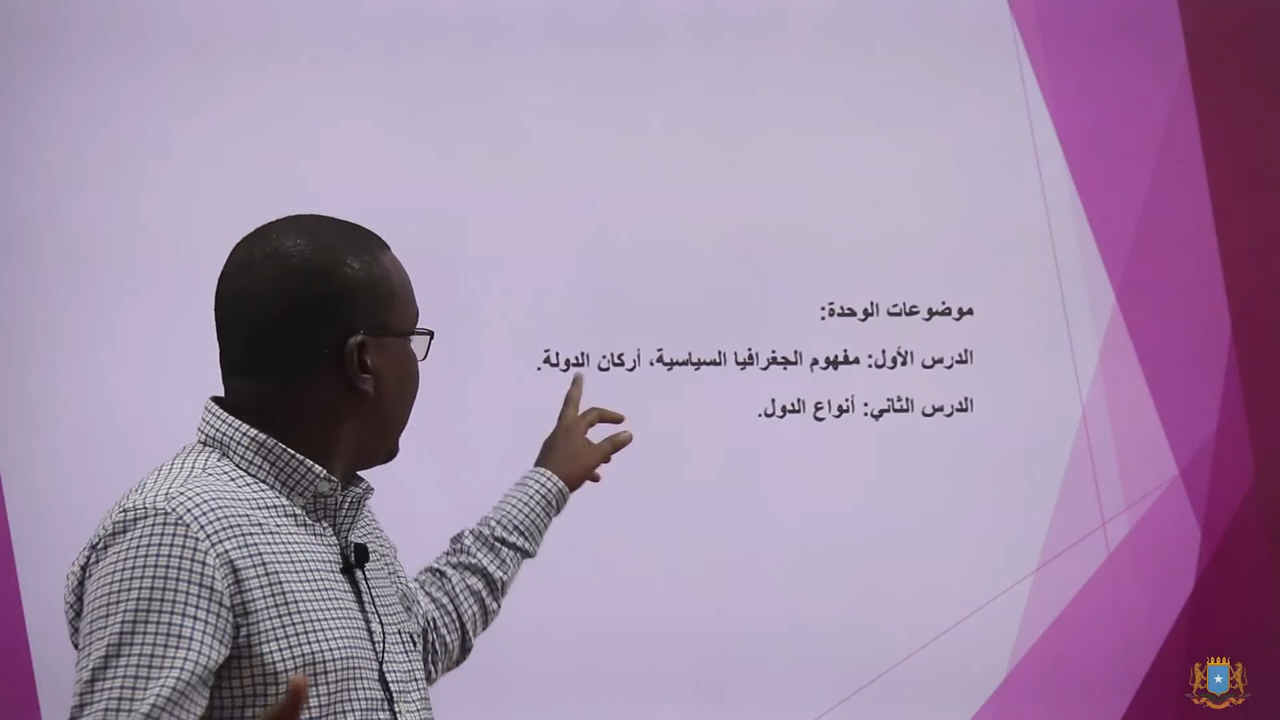 موضوعات الوحدة:
الدرس الأول: مفهوم الجغرافيا السياسية، أركان الدولة.
الدرس الثاني: أنواع الدول.